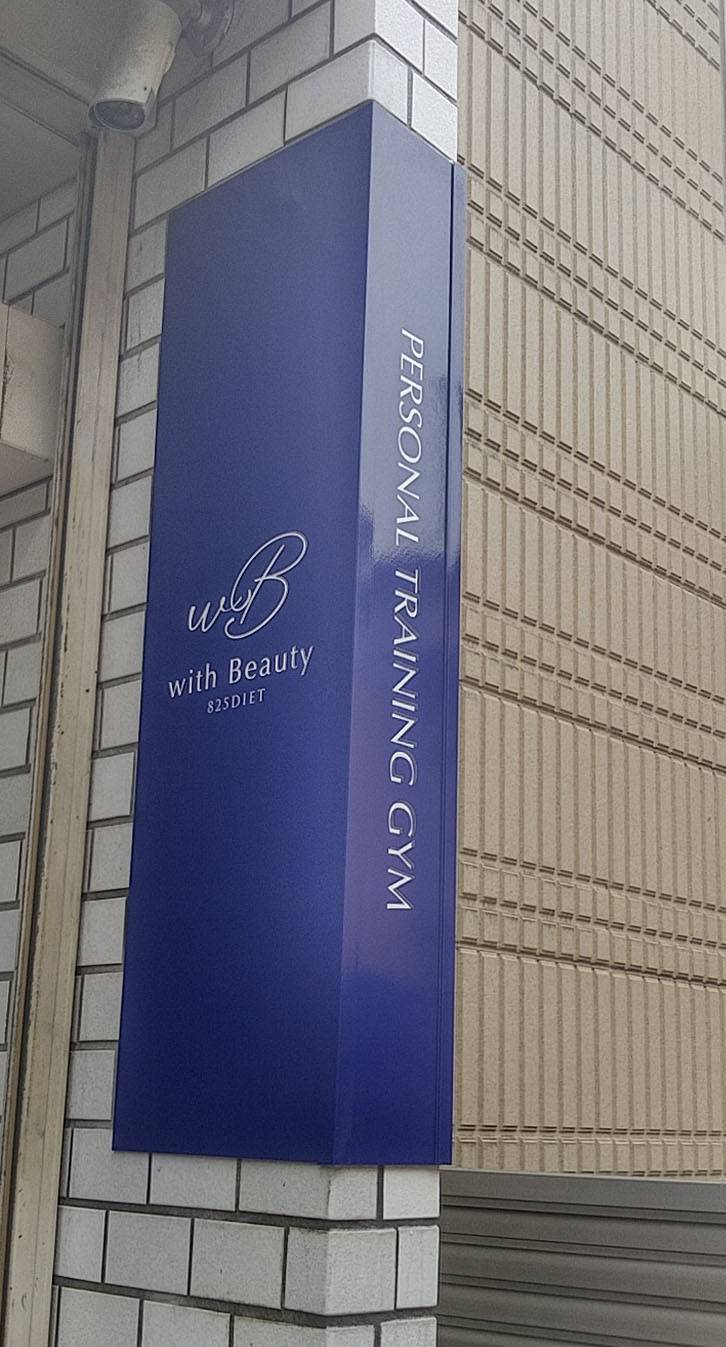 wB
with Beauty
825DIET
PERSONAL TRAINING GYM